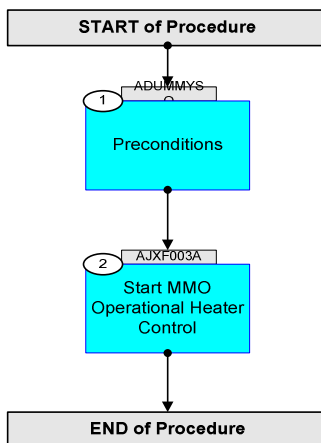 START of Procedure
ADUMMYS
1
Preconditions
AJXF003A
2
Start MMO
Operational Heater
Control
END of Procedure